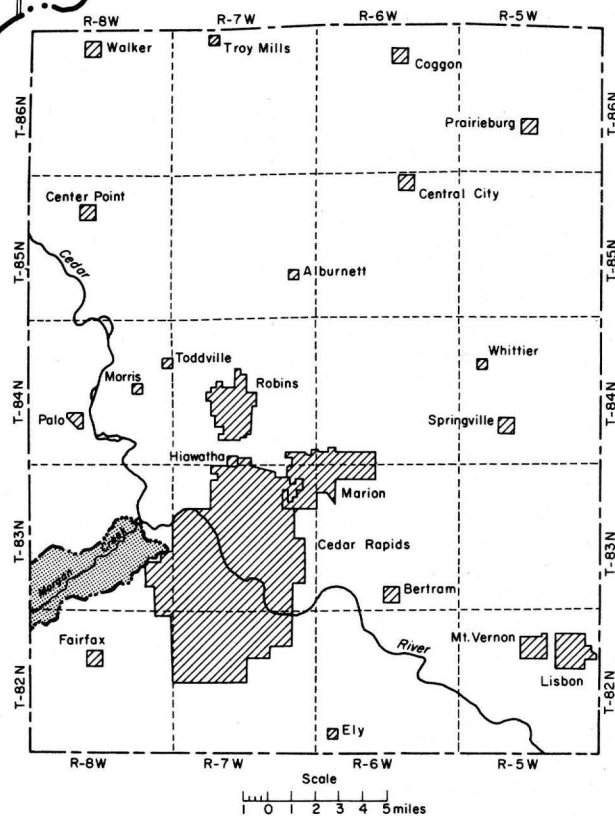 R-8W R-7W R-6W R-5W
Walker
Troy Mills
Coggon
T-86N
T-86N
Prairieburg
Central City
Center Point
Cedar
T-85N
T-85N
Alburnett
Toddville
Whittier
Morris
Robins
T-84N
T-84N
Palo
Springville
Hiawatha
Marion
Cedar Rapids
T-83N
T-83N
Morgan Creek
Bertram
Fairfax
River
Mt. Vernon
Lisbon
T-82N
T-82N
Ely
R-8W R-7W R-6W R-5W
Scale
1 0 1 2 3 4 5 miles